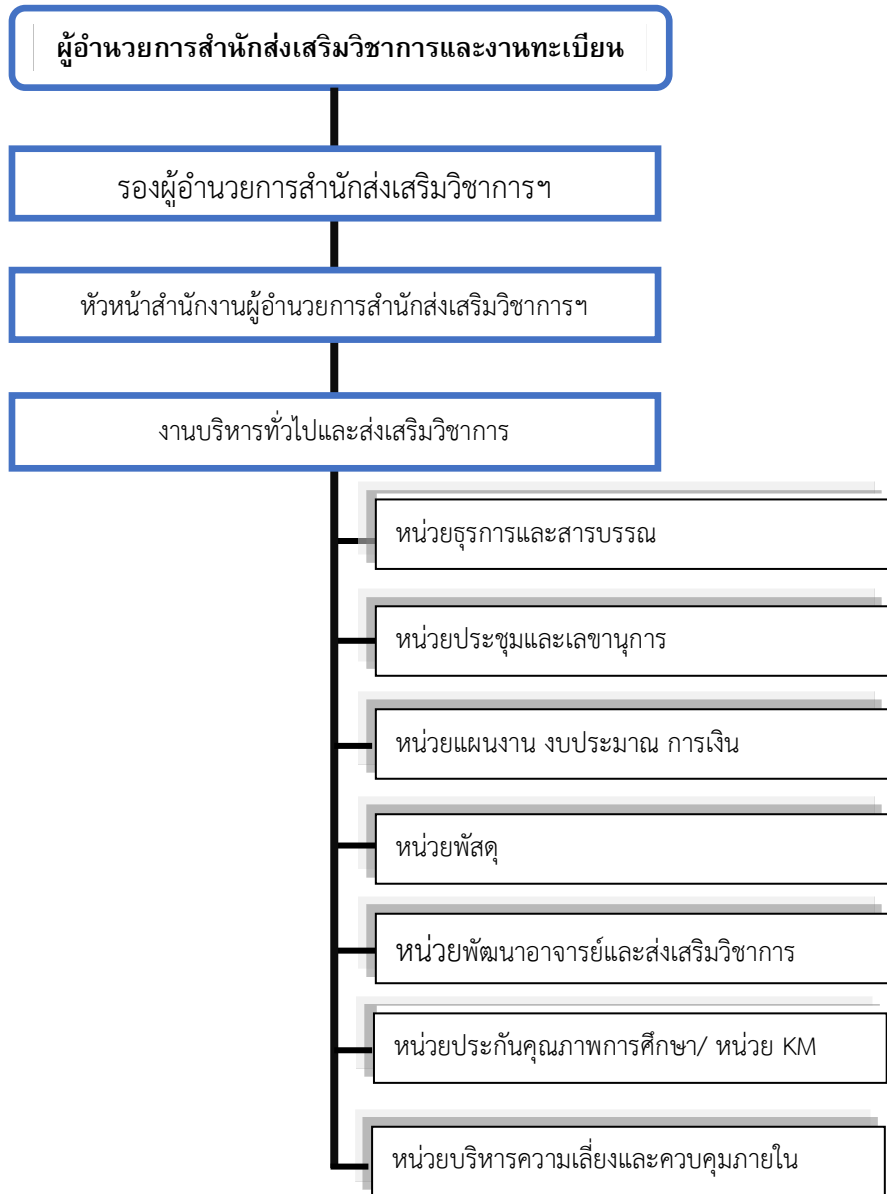 ผู้อำนวยการสำนักส่งเสริมวิชาการและงานทะเบียน
รองผู้อำนวยการสำนักส่งเสริมวิชาการฯ
หัวหน้าสำนักงานผู้อำนวยการสำนักส่งเสริมวิชาการฯ
งานบริหารทั่วไปและส่งเสริมวิชาการ
หน่วยธุรการและสารบรรณ
หน่วยประชุมและเลขานุการ
หน่วยแผนงาน งบประมาณ การเงิน
หน่วยพัสดุ
หน่วยพัฒนาอาจารย์และส่งเสริมวิชาการ
หน่วยประกันคุณภาพการศึกษา/ หน่วย KM
หน่วยบริหารความเสี่ยงและควบคุมภายใน